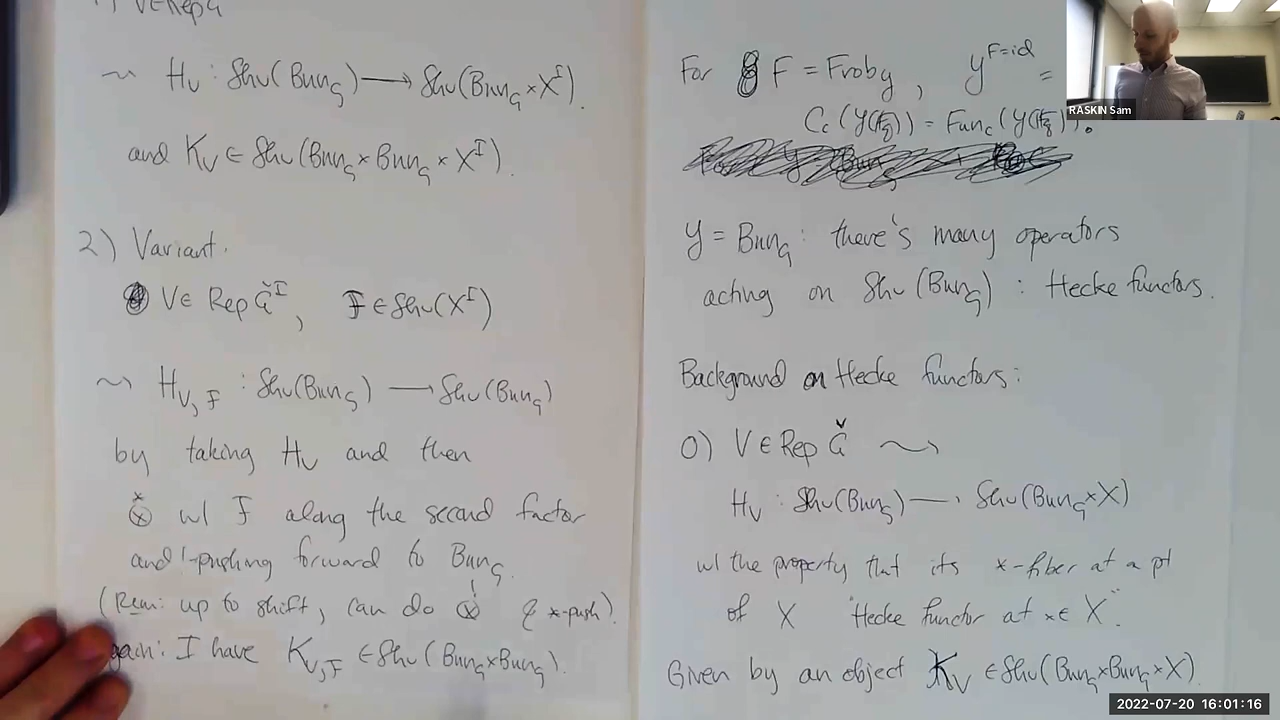 1) V∈Rep Ǧ
⇝ H_V : Shv(Bun_G) ⟶ Shv(Bun_G × X^I).
and K_V ∈ Shv(Bun_G × Bun_G × X^I).
2) Variant.
V∈ Rep Ǧ^I, F ∈ Shv(X^I)
⇝ H_{V,F} : Shv(Bun_G) ⟶ Shv(Bun_G)
by taking H_V and then
⊗* w/ F along the second factor
and !-pushing forward to Bun_G.
(Rem: up to shift, can do ⊗^! & *-push).
gain: I have K_{V,F} ∈ Shv(Bun_G × Bun_G).
For F = Frob_y, y^{F=id} =
C_c(y(F_q)) = Fun_c(y(F_q)).
y = Bun_G : there's many operators
acting on Shv(Bun_G) : Hecke functors.
Background on Hecke functors:
0) V ∈ Rep Ǧ ⇝
H_V : Shv(Bun_G) ⟶ Shv(Bun_G × X)
w/ the property that its *-fiber at a pt
of X "Hecke functor at x∈X".
Given by an object K_V ∈ Shv(Bun_G × Bun_G × X).
RASKIN Sam
2022-07-20 16:01:16